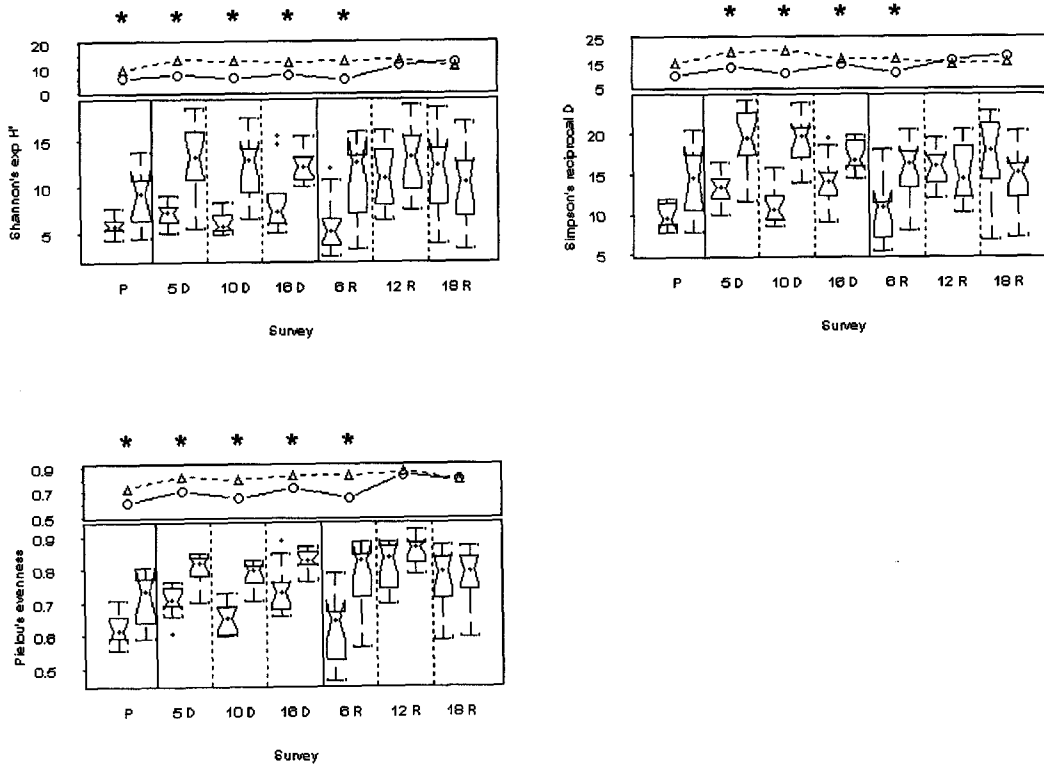 * * * * *
20
10
0
Shannon's exp H'
15
10
5
P 5 D 10 D 16 D 6 R 12 R 18 R
Survey
* * * *
25
15
5
Simpson's reciprocal D
20
15
10
5
P 5 D 10 D 16 D 6 R 12 R 18 R
Survey
* * * * *
0.9
0.7
0.5
Pielou's evenness
0.9
0.8
0.7
0.6
0.5
P 5 D 10 D 16 D 6 R 12 R 18 R
Survey